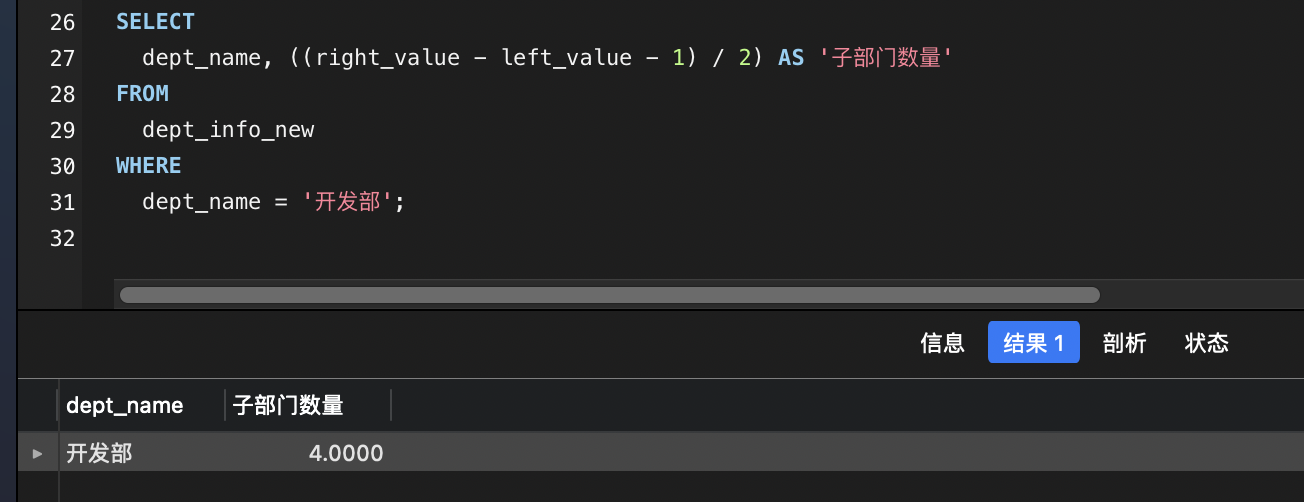 26 SELECT
27 dept_name, ((right_value - left_value - 1) / 2) AS '子部门数量'
28 FROM
29 dept_info_new
30 WHERE
31 dept_name = '开发部';
32
信息 结果 1 剖析 状态
dept_name 子部门数量
开发部 4.0000